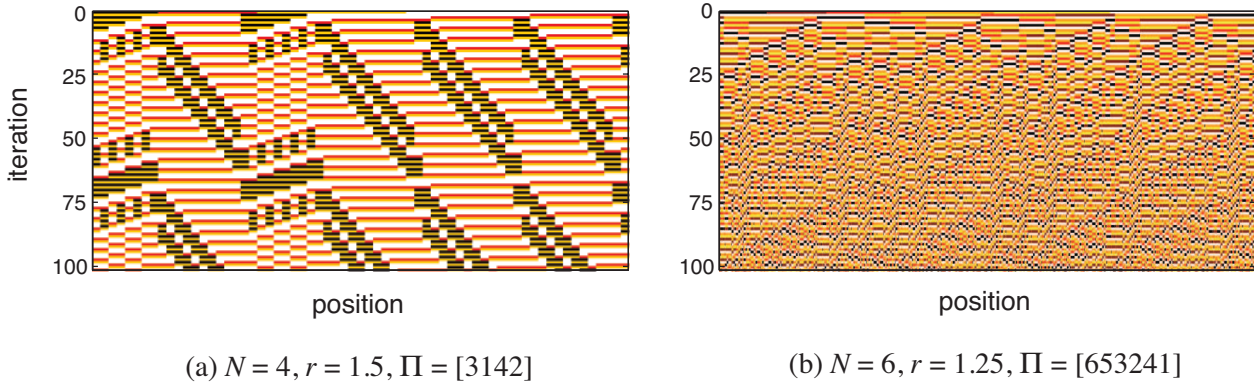 0
25
50
75
100
iteration
position
(a) N = 4, r = 1.5, Π = [3142]
0
25
50
75
100
position
(b) N = 6, r = 1.25, Π = [653241]